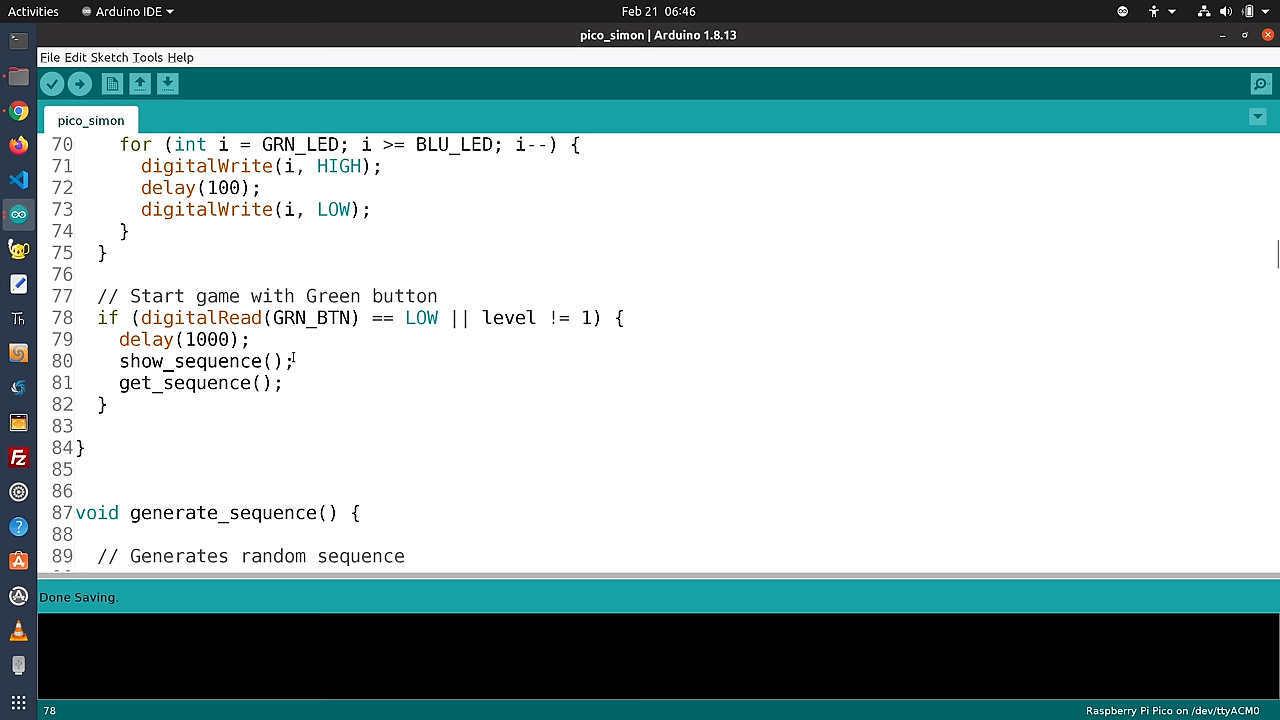 Activities Arduino IDE Feb 21 06:46
pico_simon | Arduino 1.8.13
File Edit Sketch Tools Help
pico_simon
70 for (int i = GRN_LED; i >= BLU_LED; i--) {
71 digitalWrite(i, HIGH);
72 delay(100);
73 digitalWrite(i, LOW);
74 }
75 }
76
77 // Start game with Green button
78 if (digitalRead(GRN_BTN) == LOW || level != 1) {
79 delay(1000);
80 show_sequence();
81 get_sequence();
82 }
83
84 }
85
86
87 void generate_sequence() {
88
89 // Generates random sequence
Done Saving.
78 Raspberry Pi Pico on /dev/ttyACM0